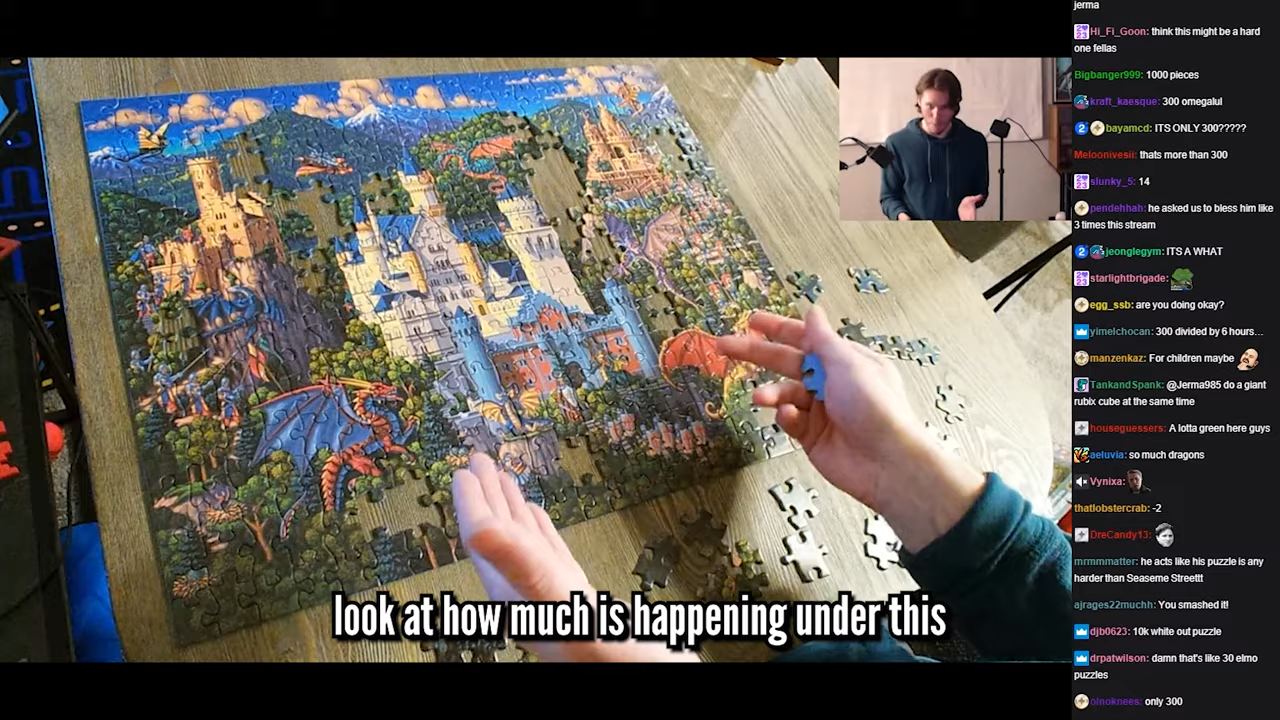 jerma
Hi_Fi_Goon: think this might be a hard
one fellas
Bigbanger999: 1000 pieces
kraft_kaesque: 300 omegalul
bayamcd: ITS ONLY 300?????
Meloonivesii: thats more than 300
slunky_5: 14
pendehhah: he asked us to bless him like
3 times this stream
jeonglegym: ITS A WHAT
starlightbrigade:
egg_ssb: are you doing okay?
yimelchocan: 300 divided by 6 hours...
manzenkaz: For children maybe
TankandSpank: @Jerma985 do a giant
rubix cube at the same time
houseguessers: A lotta green here guys
aeluvia: so much dragons
Vynixa:
thatlobstercrab: -2
DreCandy13:
mrmmmatter: he acts like his puzzle is any
harder than Seaseme Streettt
ajrages22muchh: You smashed it!
djb0623: 10k white out puzzle
drpatwilson: damn that's like 30 elmo
puzzles
oinoknees: only 300
look at how much is happening under this